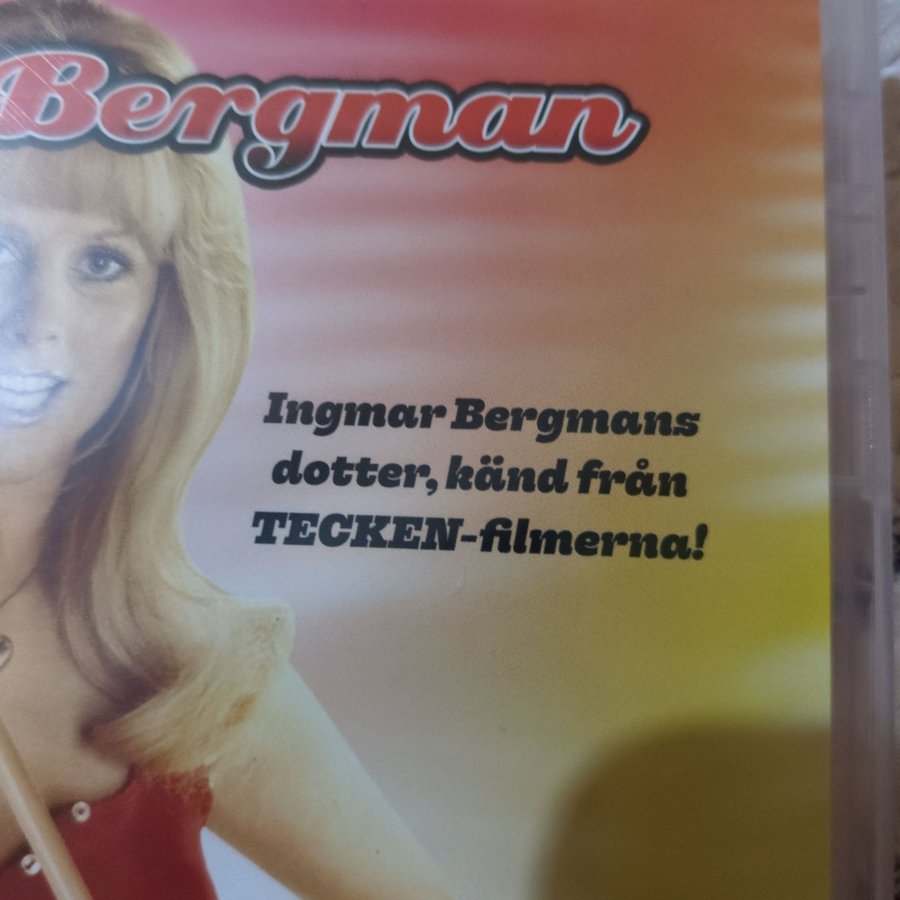 Bergman
Ingmar Bergmans
dotter, känd från
TECKEN-filmerna!